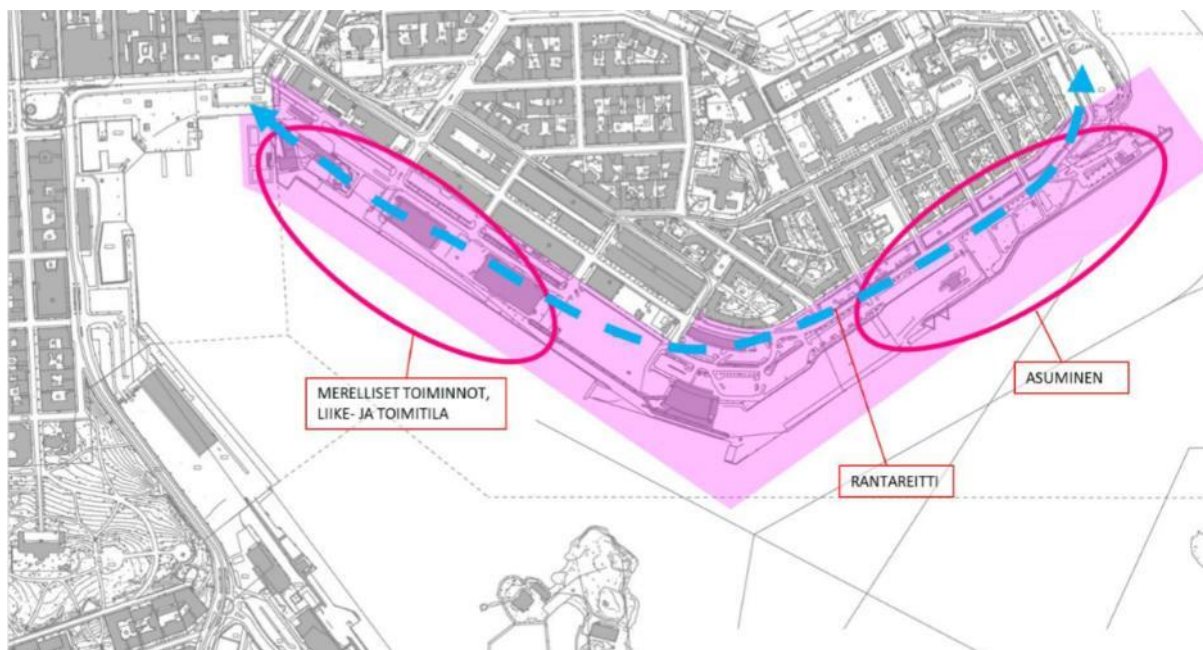 MERELLISET TOIMINNOT,
LIIKE- JA TOIMITILA
ASUMINEN
RANTAREITTI